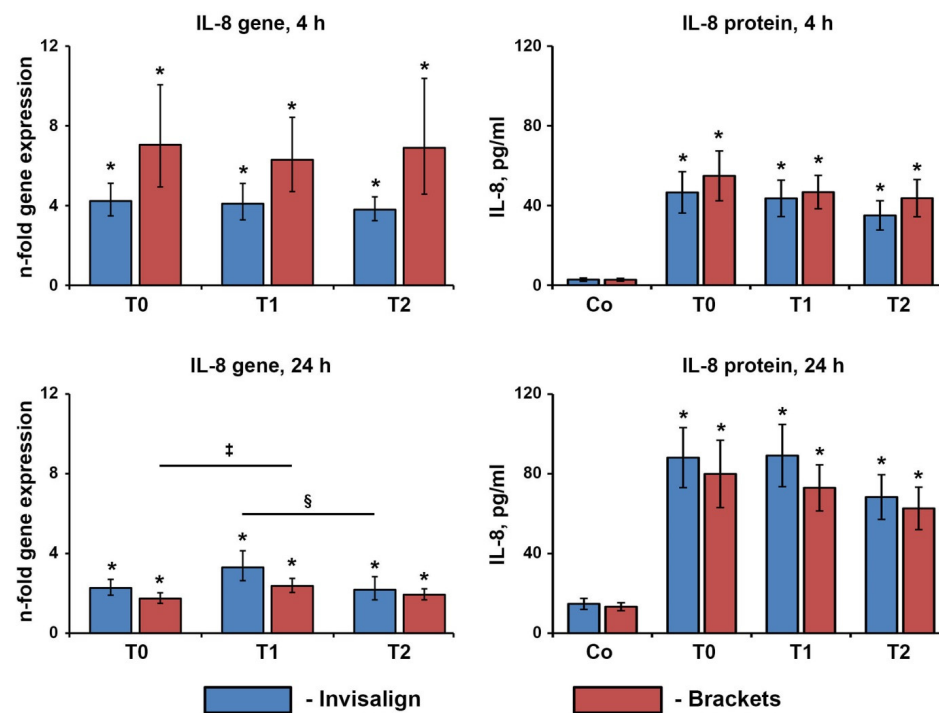 IL-8 gene, 4 h
n-fold gene expression
12
8
4
0
* * * * * *
T0 T1 T2
IL-8 protein, 4 h
IL-8, pg/ml
120
80
40
0
* * * * * *
Co T0 T1 T2
IL-8 gene, 24 h
n-fold gene expression
12
8
4
0
‡
§
* * * * * *
T0 T1 T2
IL-8 protein, 24 h
IL-8, pg/ml
120
80
40
0
* * * * * *
Co T0 T1 T2
- Invisalign
- Brackets